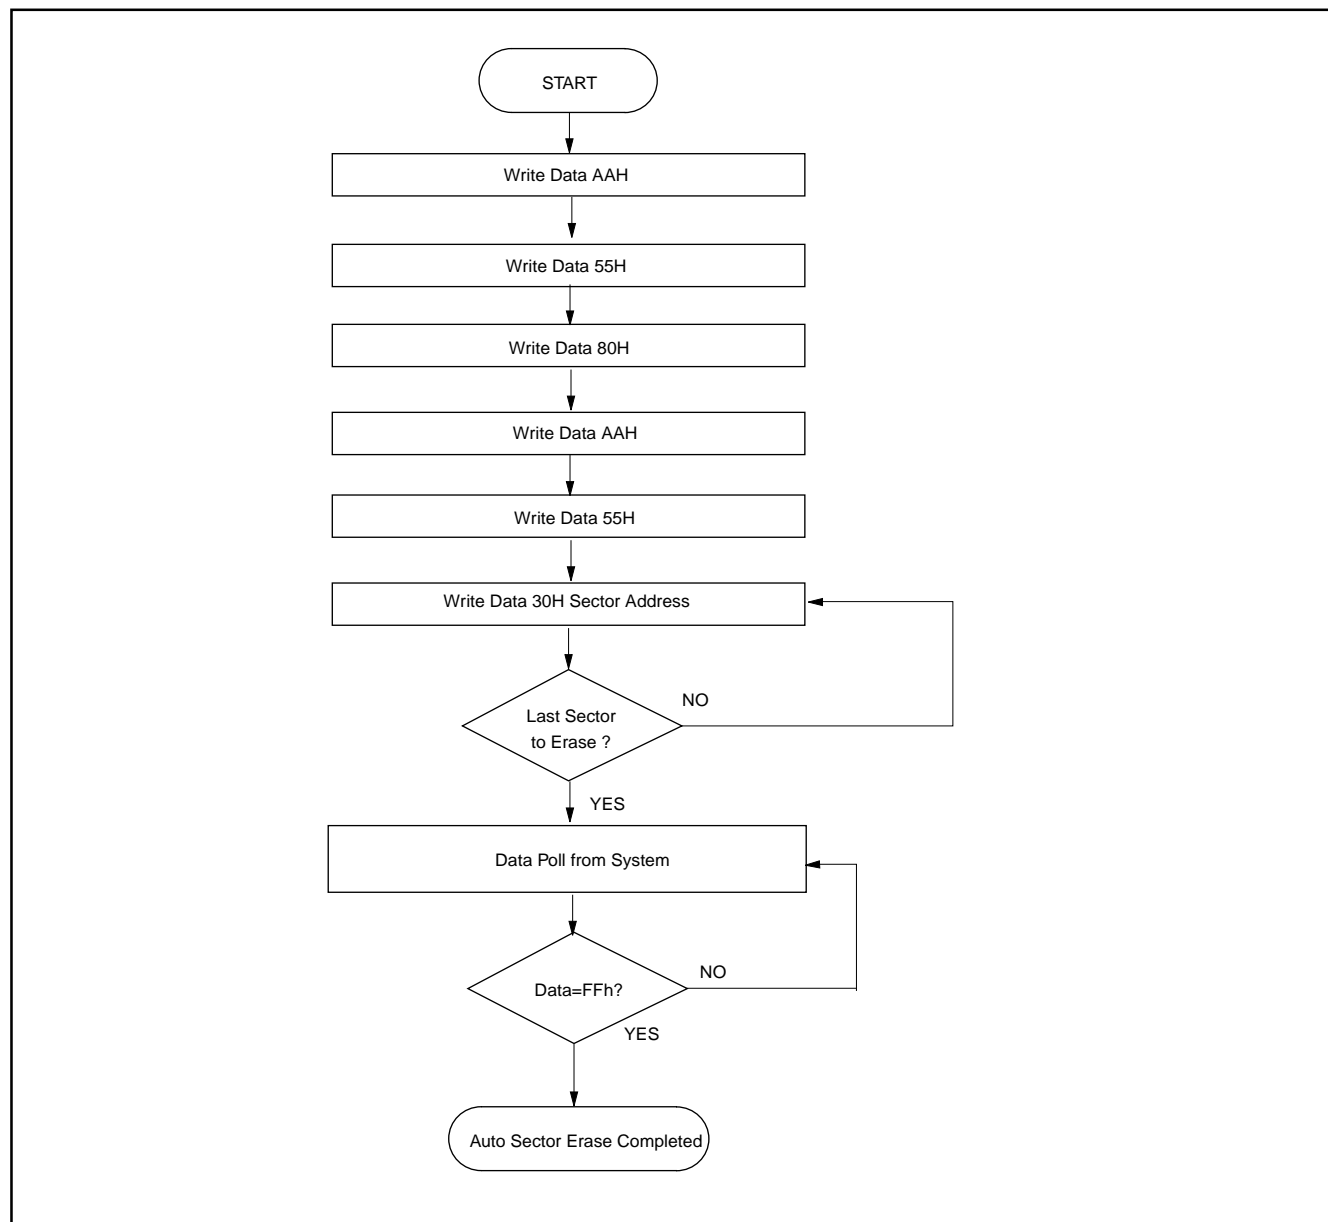 START
Write Data AAH
Write Data 55H
Write Data 80H
Write Data AAH
Write Data 55H
Write Data 30H Sector Address
NO
Last Sector
to Erase ?
YES
Data Poll from System
NO
Data=FFh?
YES
Auto Sector Erase Completed